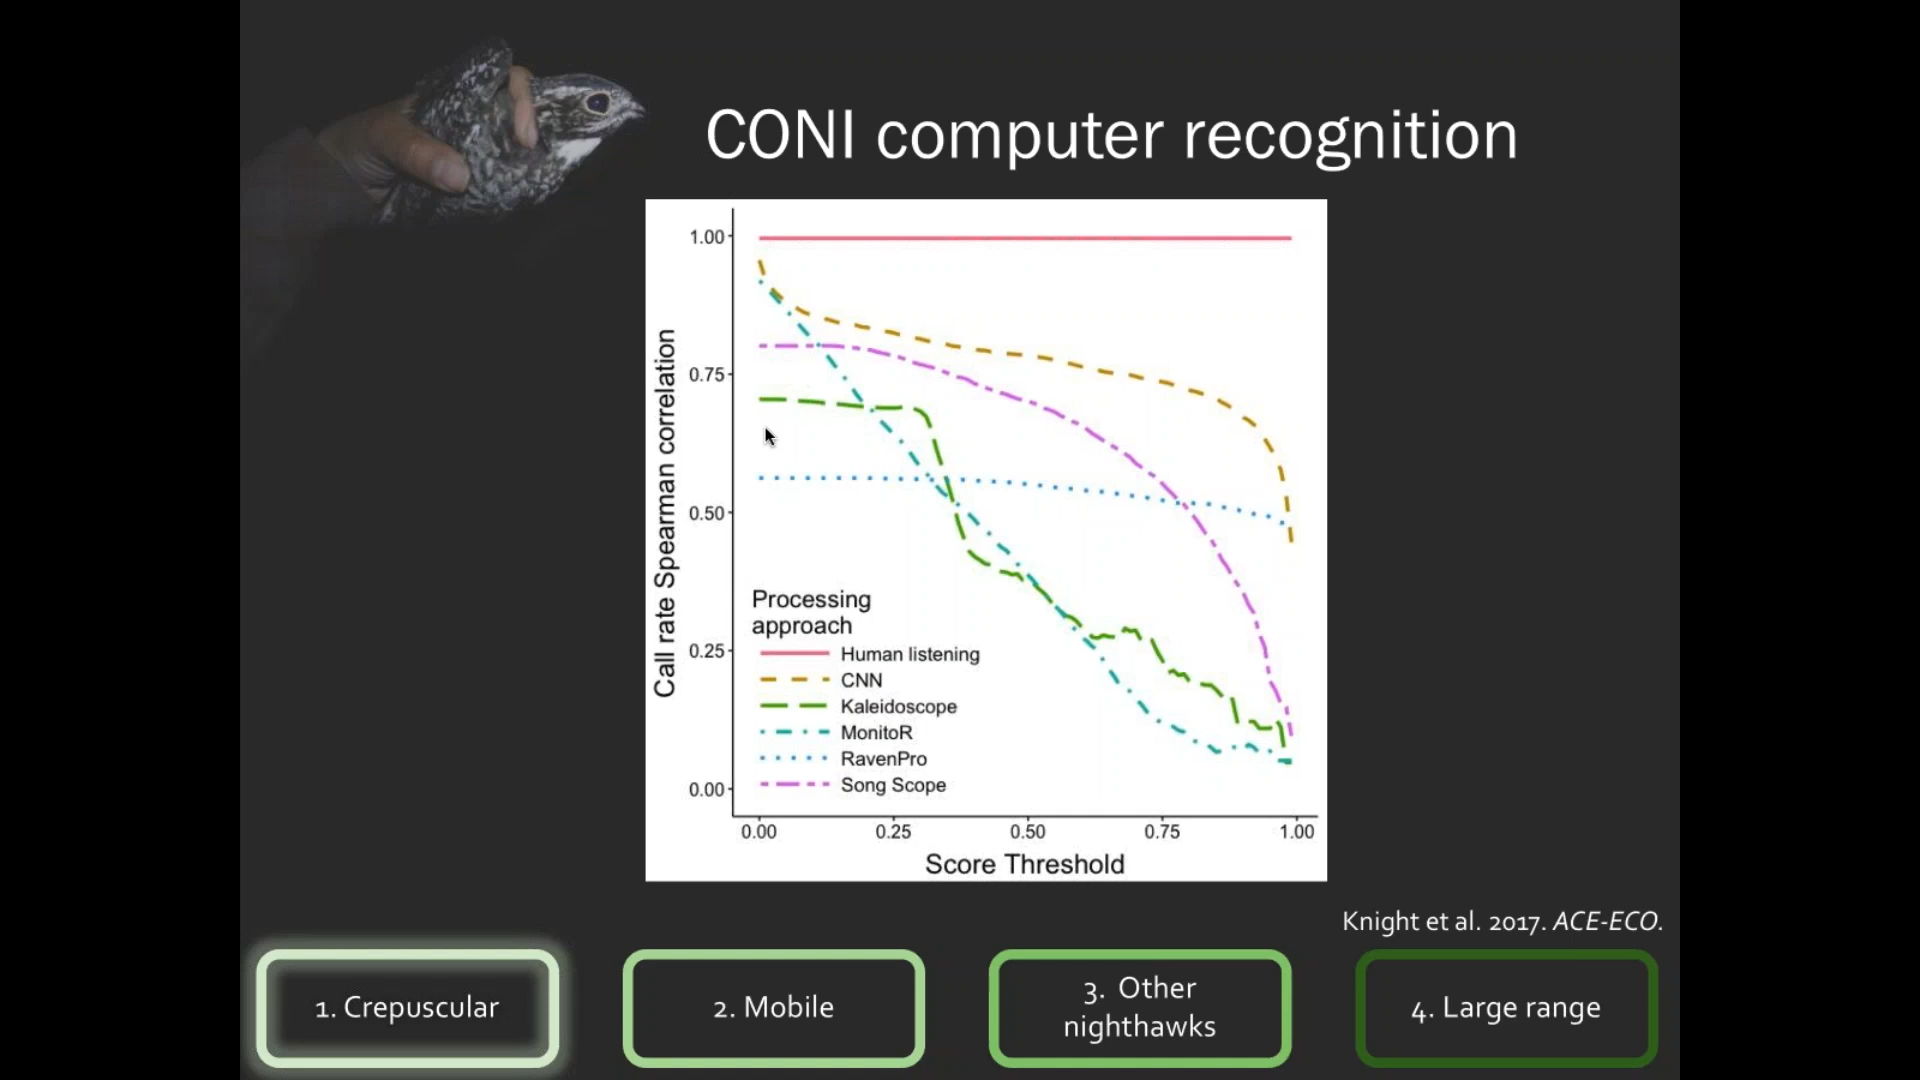 CONI computer recognition
1.00
0.75
0.50
0.25
0.00
Call rate Spearman correlation
Processing
approach
Human listening
CNN
Kaleidoscope
MonitoR
RavenPro
Song Scope
0.00 0.25 0.50 0.75 1.00
Score Threshold
Knight et al. 2017. ACE-ECO.
1. Crepuscular
2. Mobile
3. Other
nighthawks
4. Large range